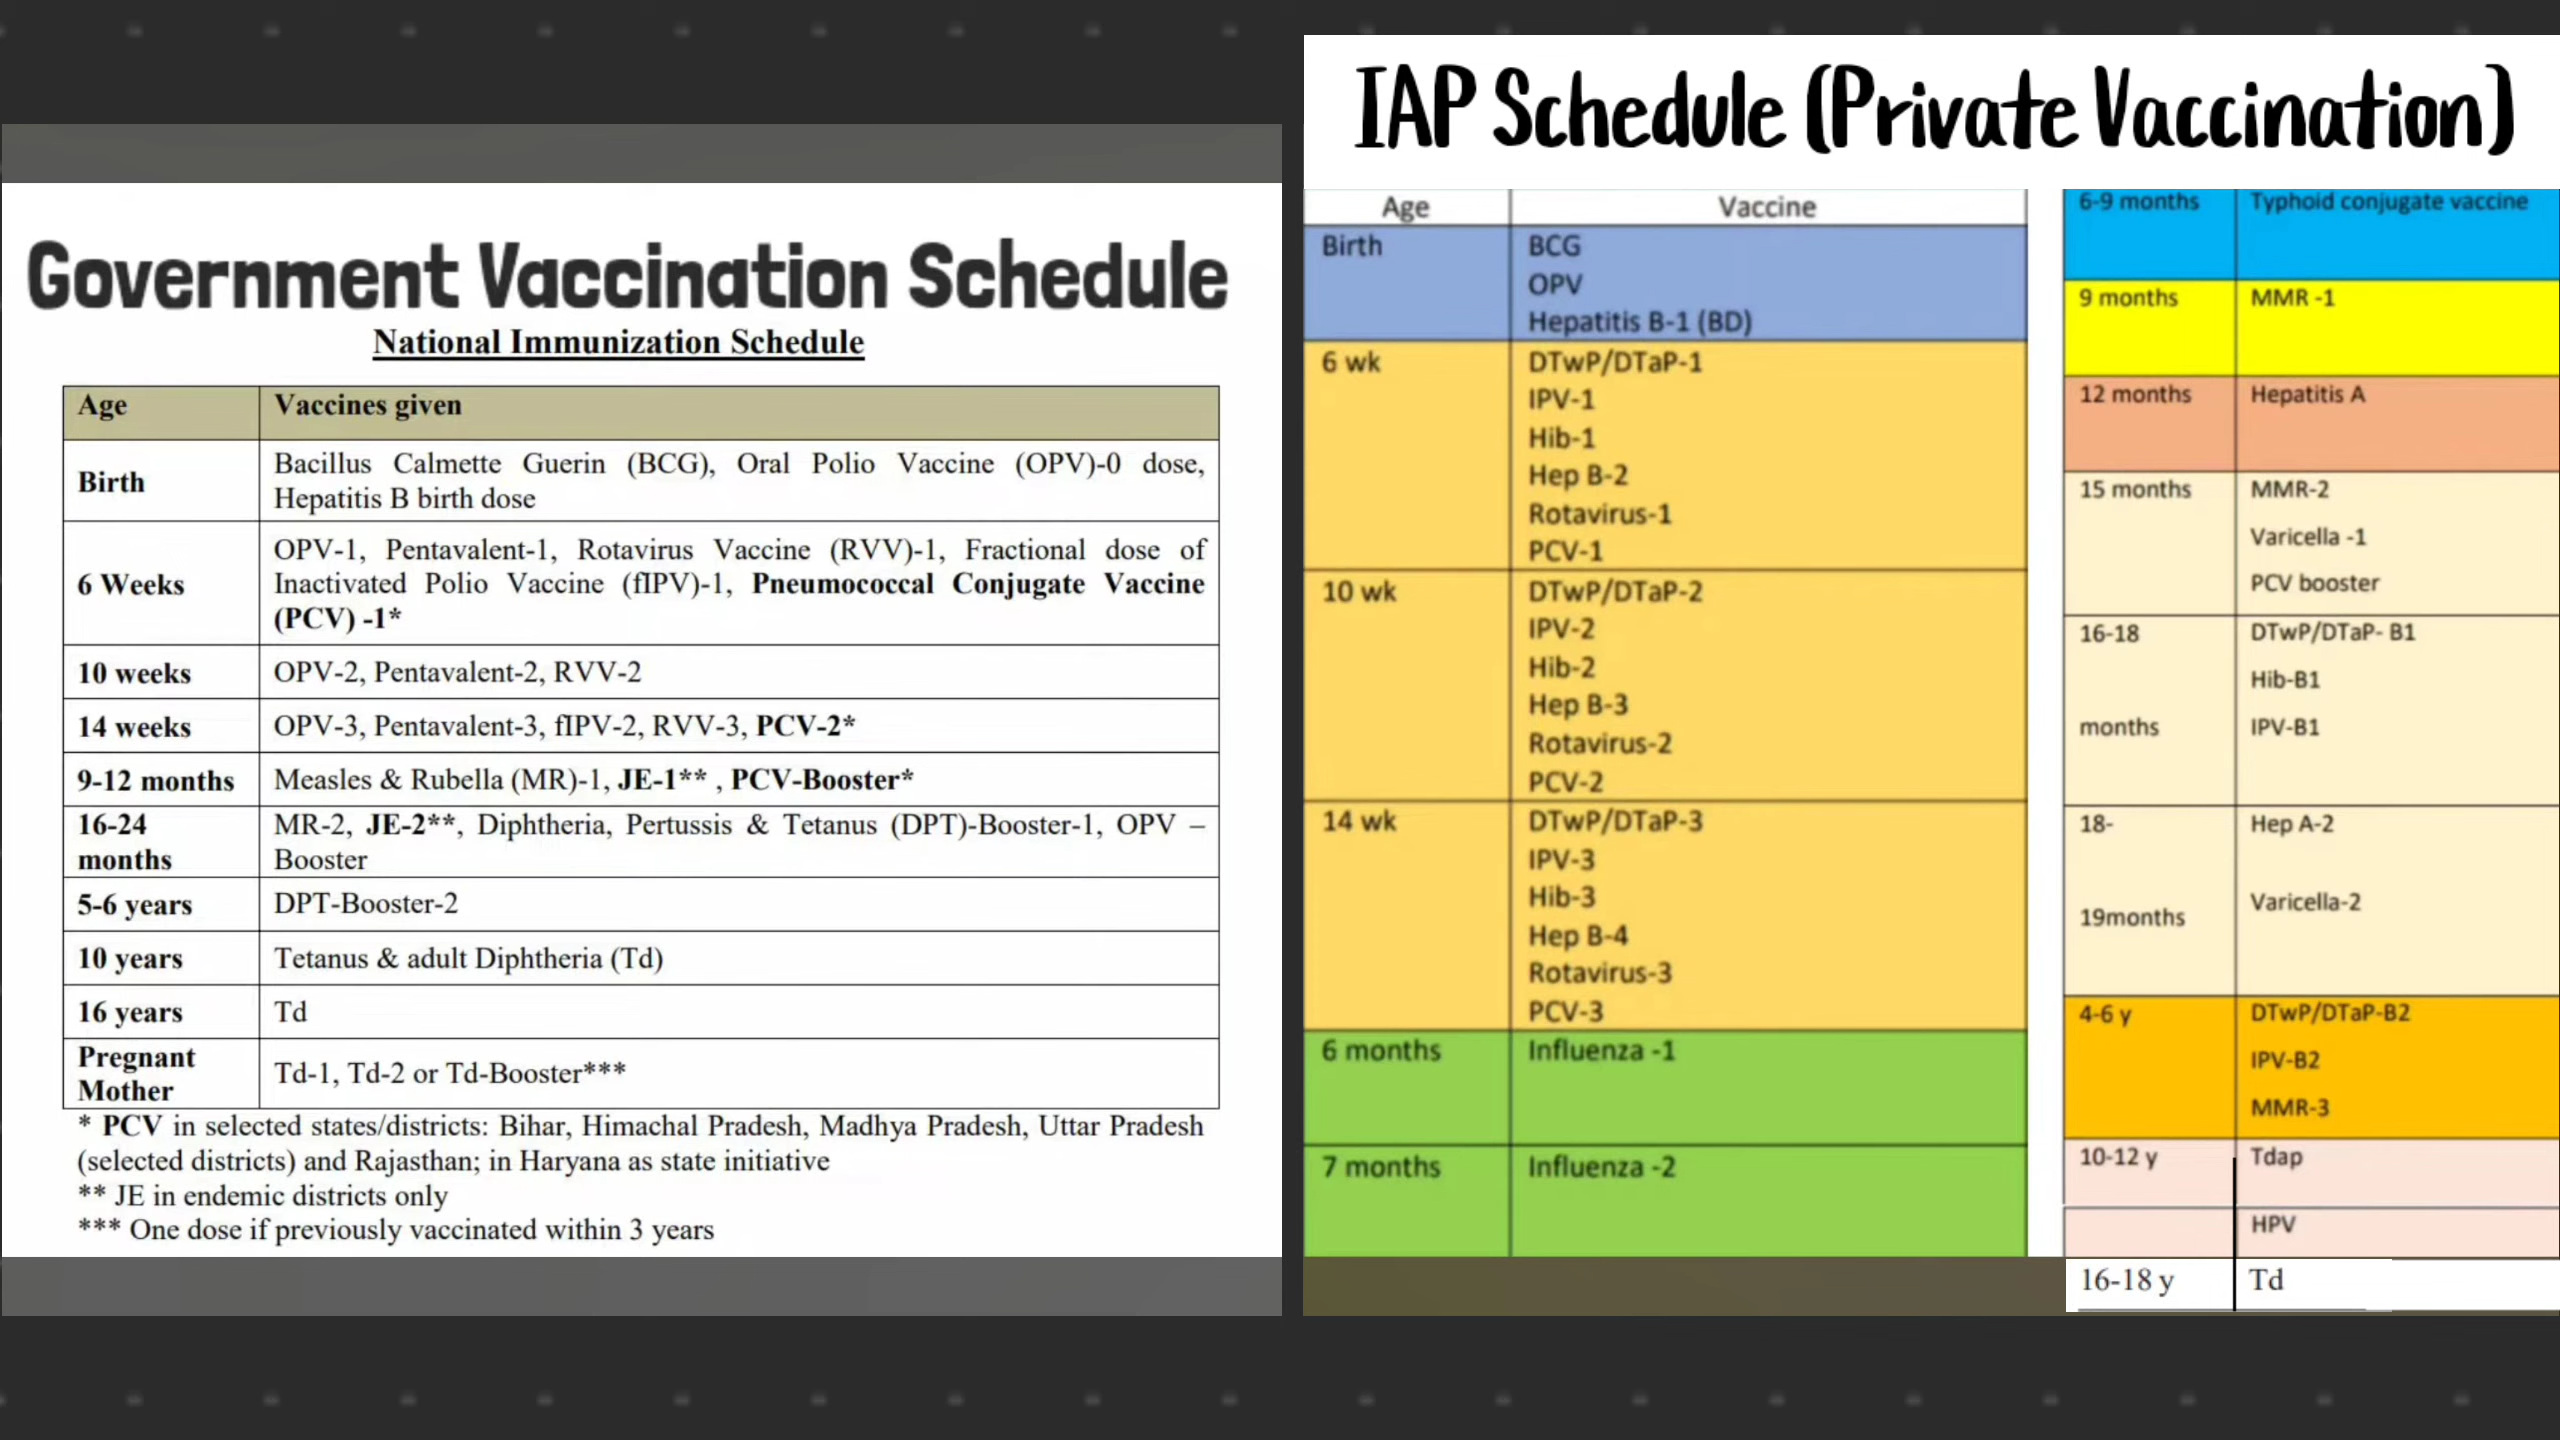 Government Vaccination Schedule
National Immunization Schedule
Age Vaccines given
Birth Bacillus Calmette Guerin (BCG), Oral Polio Vaccine (OPV)-0 dose,
Hepatitis B birth dose
6 Weeks OPV-1, Pentavalent-1, Rotavirus Vaccine (RVV)-1, Fractional dose of
Inactivated Polio Vaccine (fIPV)-1, Pneumococcal Conjugate Vaccine
(PCV) -1*
10 weeks OPV-2, Pentavalent-2, RVV-2
14 weeks OPV-3, Pentavalent-3, fIPV-2, RVV-3, PCV-2*
9-12 months Measles & Rubella (MR)-1, JE-1** , PCV-Booster*
16-24 MR-2, JE-2**, Diphtheria, Pertussis & Tetanus (DPT)-Booster-1, OPV –
months Booster
5-6 years DPT-Booster-2
10 years Tetanus & adult Diphtheria (Td)
16 years Td
Pregnant
Mother Td-1, Td-2 or Td-Booster***
* PCV in selected states/districts: Bihar, Himachal Pradesh, Madhya Pradesh, Uttar Pradesh
(selected districts) and Rajasthan; in Haryana as state initiative
** JE in endemic districts only
*** One dose if previously vaccinated within 3 years
IAP Schedule (Private Vaccination)
Age Vaccine
Birth BCG
OPV
Hepatitis B-1 (BD)
6 wk DTwP/DTaP-1
IPV-1
Hib-1
Hep B-2
Rotavirus-1
PCV-1
10 wk DTwP/DTaP-2
IPV-2
Hib-2
Hep B-3
Rotavirus-2
PCV-2
14 wk DTwP/DTaP-3
IPV-3
Hib-3
Hep B-4
Rotavirus-3
PCV-3
6 months Influenza -1
7 months Influenza -2
6-9 months Typhoid conjugate vaccine
9 months MMR -1
12 months Hepatitis A
15 months MMR-2
Varicella -1
PCV booster
16-18 DTwP/DTaP- B1
Hib-B1
months IPV-B1
18- Hep A-2
Varicella-2
19months
4-6 y DTwP/DTaP-B2
IPV-B2
MMR-3
10-12 y Tdap
HPV
16-18 y Td